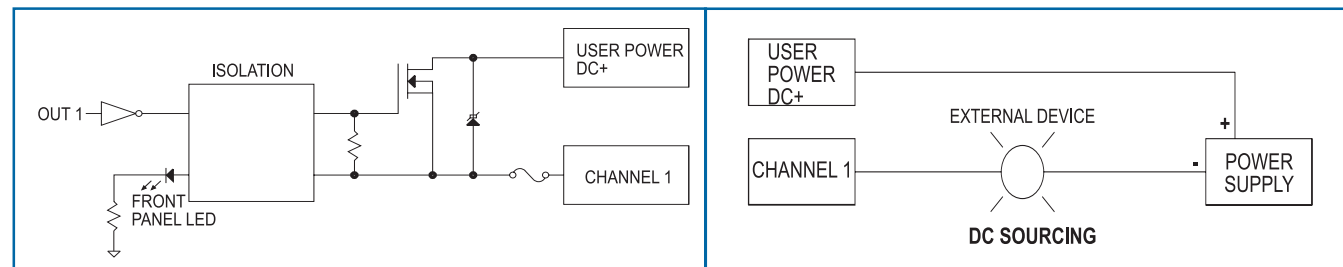 ISOLATION
USER POWER
DC+
OUT 1
CHANNEL 1
FRONT
PANEL LED
USER
POWER
DC+
EXTERNAL DEVICE
+
CHANNEL 1
-
POWER
SUPPLY
DC SOURCING